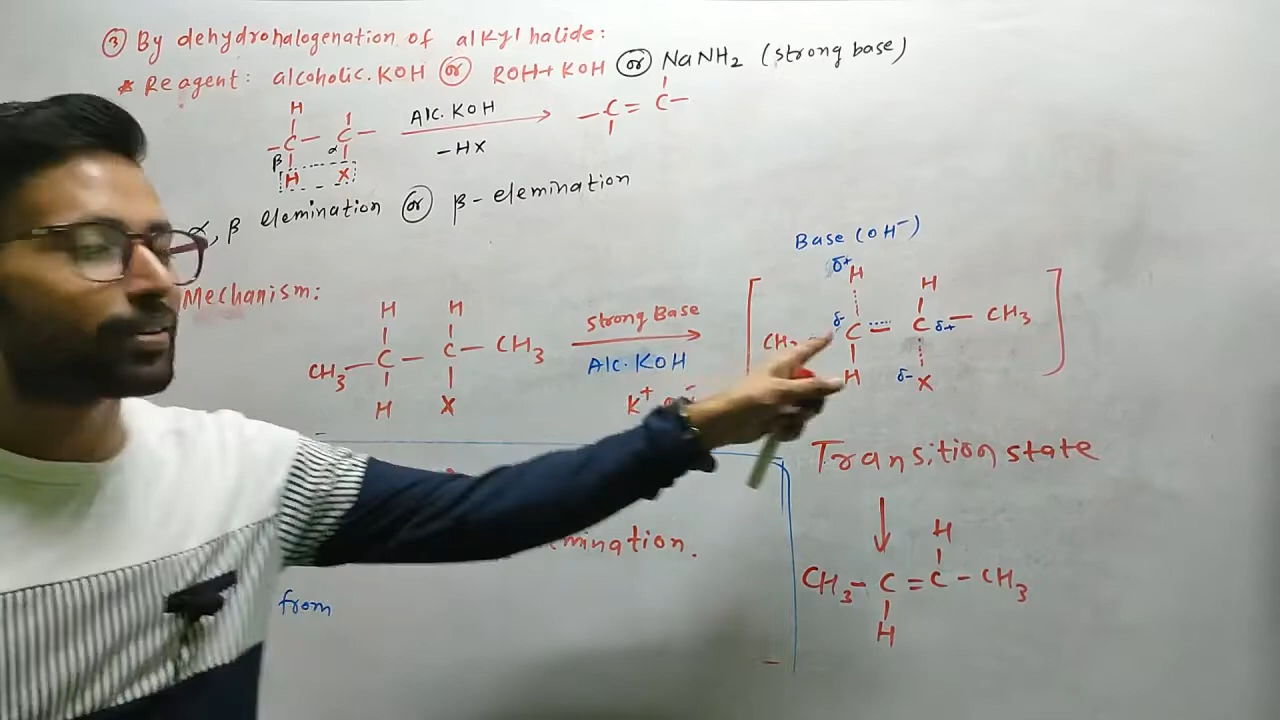 ③ By dehydrohalogenation of alkyl halide:
* Reagent: alcoholic.KOH or ROH+KOH or NaNH₂ (strong base)
H
-C-C- Alc.KOH -C=C-
β α -HX
H X
α, β elemination or β-elemination
Base (OH⁻)
Mechanism:
δ+ H H
H H strong Base δ- δ+
CH₃-C-C-CH₃ CH₃ C=C-CH₃
Alc.KOH
H X K⁺ H δ- X
Transition state
H
mination. CH₃-C=C-CH₃
from H